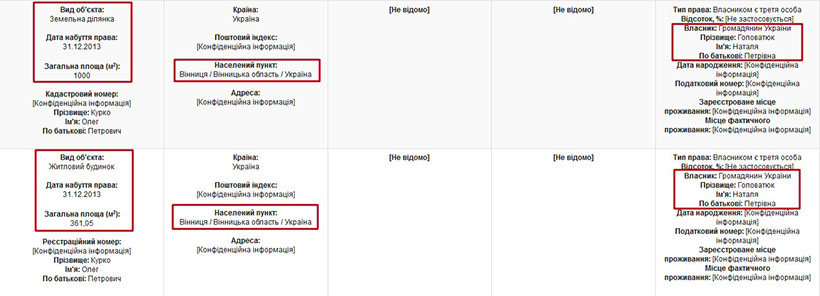 Вид об'єкта:
Земельна ділянка
Дата набуття права:
31.12.2013
Загальна площа (м²):
1000
Кадастровий номер:
[Конфіденційна інформація]
Прізвище: Курко
Ім'я: Олег
По батькові: Петрович
Країна:
Україна
Поштовий індекс:
[Конфіденційна інформація]
Населений пункт:
Вінниця / Вінницька область / Україна
Адреса:
[Конфіденційна інформація]
[Не відомо]
[Не відомо]
Тип права: Власником є третя особа
Відсоток, %: [Не застосовується]
Власник: Громадянин України
Прізвище: Головатюк
Ім'я: Наталя
По батькові: Петрівна
Дата народження: [Конфіденційна
інформація]
Податковий номер: [Конфіденційна
інформація]
Зареєстроване місце
проживання: [Конфіденційна інформація]
Місце фактичного
проживання: [Конфіденційна інформація]
Вид об'єкта:
Житловий будинок
Дата набуття права:
31.12.2013
Загальна площа (м²):
361,05
Реєстраційний номер:
[Конфіденційна інформація]
Прізвище: Курко
Ім'я: Олег
По батькові: Петрович
Країна:
Україна
Поштовий індекс:
[Конфіденційна інформація]
Населений пункт:
Вінниця / Вінницька область / Україна
Адреса:
[Конфіденційна інформація]
[Не відомо]
[Не відомо]
Тип права: Власником є третя особа
Відсоток, %: [Не застосовується]
Власник: Громадянин України
Прізвище: Головатюк
Ім'я: Наталя
По батькові: Петрівна
Дата народження: [Конфіденційна
інформація]
Податковий номер: [Конфіденційна
інформація]
Зареєстроване місце
проживання: [Конфіденційна інформація]
Місце фактичного
проживання: [Конфіденційна інформація]